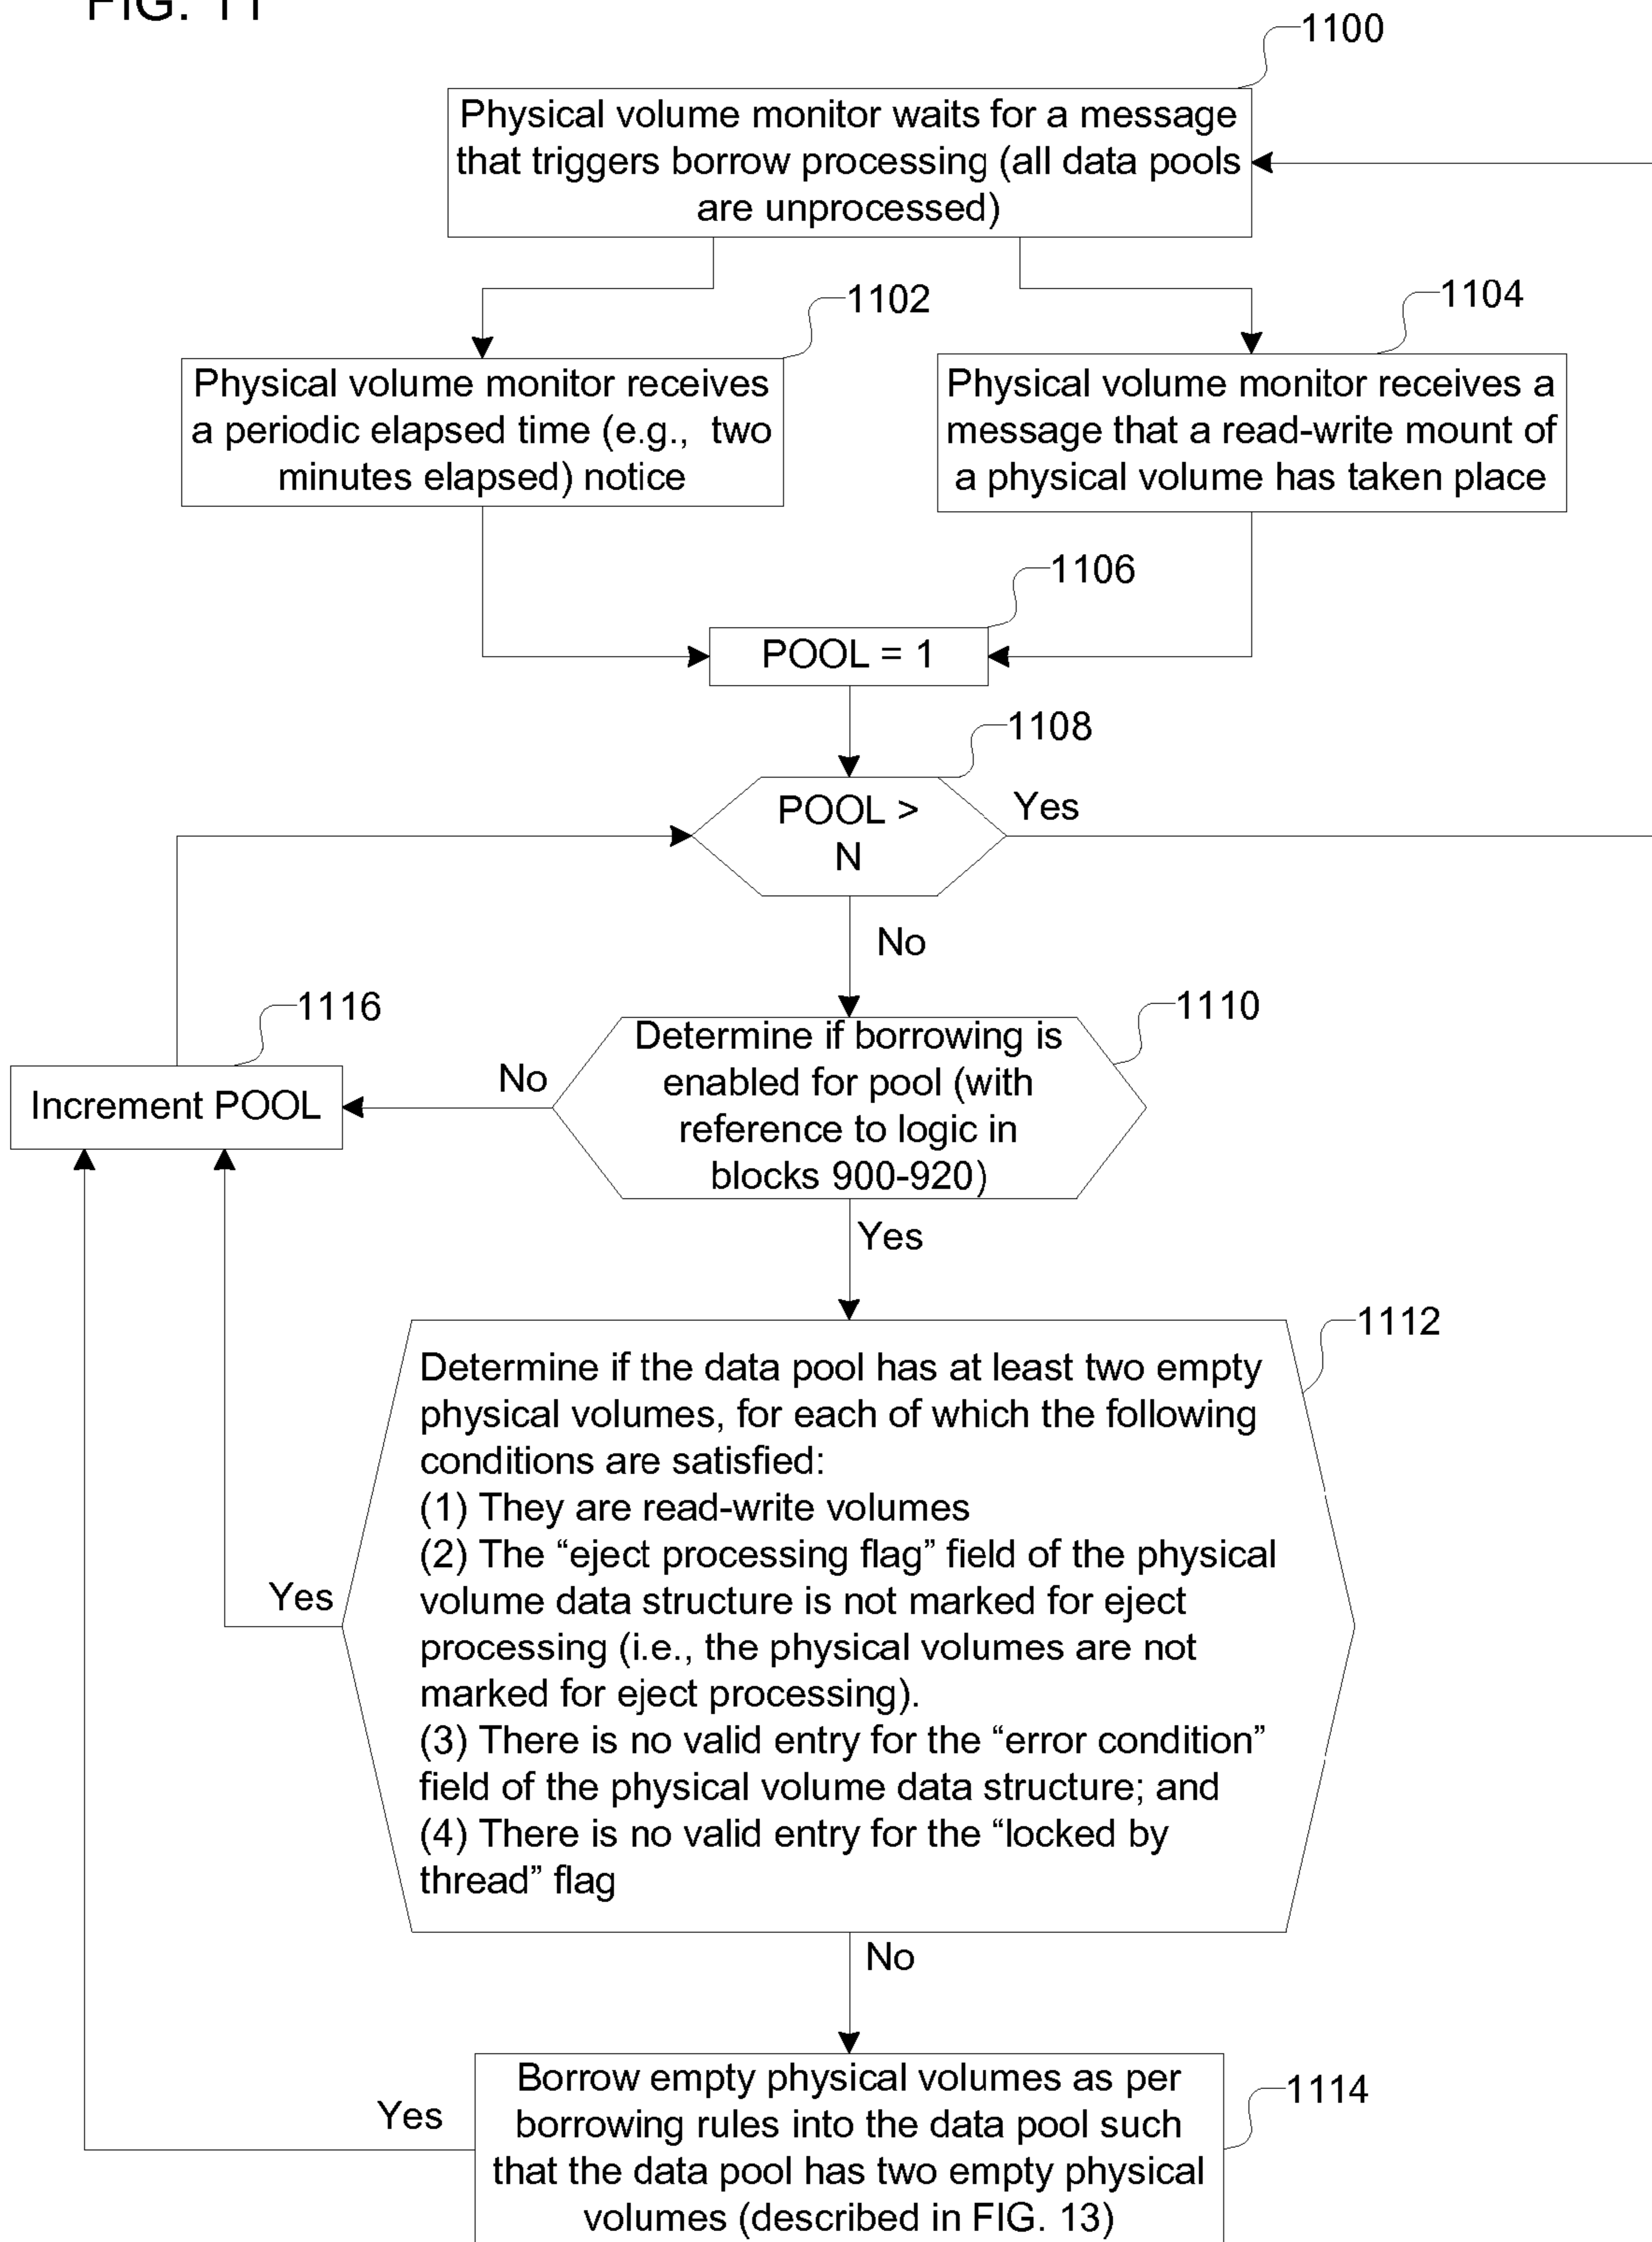 FIG. 11
1100
Physical volume monitor waits for a message
that triggers borrow processing (all data pools
are unprocessed)
1102
1104
Physical volume monitor receives
a periodic elapsed time (e.g., two
minutes elapsed) notice
Physical volume monitor receives a
message that a read-write mount of
a physical volume has taken place
1106
POOL = 1
1108
POOL >
N
Yes
No
1116
1110
Increment POOL
No
Determine if borrowing is
enabled for pool (with
reference to logic in
blocks 900-920)
Yes
1112
Determine if the data pool has at least two empty
physical volumes, for each of which the following
conditions are satisfied:
(1) They are read-write volumes
(2) The “eject processing flag” field of the physical
volume data structure is not marked for eject
processing (i.e., the physical volumes are not
marked for eject processing).
(3) There is no valid entry for the “error condition”
field of the physical volume data structure; and
(4) There is no valid entry for the “locked by
thread” flag
Yes
No
1114
Yes
Borrow empty physical volumes as per
borrowing rules into the data pool such
that the data pool has two empty physical
volumes (described in FIG. 13)